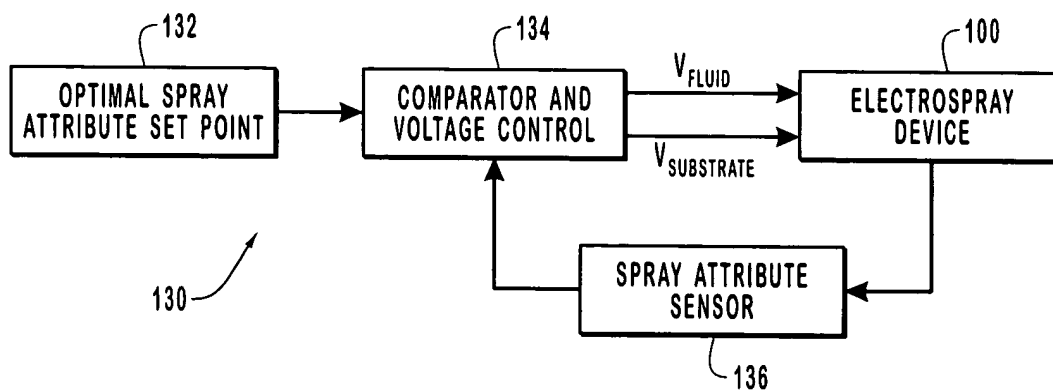 132
134
100
OPTIMAL SPRAY
ATTRIBUTE SET POINT
COMPARATOR AND
VOLTAGE CONTROL
VFLUID
VSUBSTRATE
ELECTROSPRAY
DEVICE
130
SPRAY ATTRIBUTE
SENSOR
136